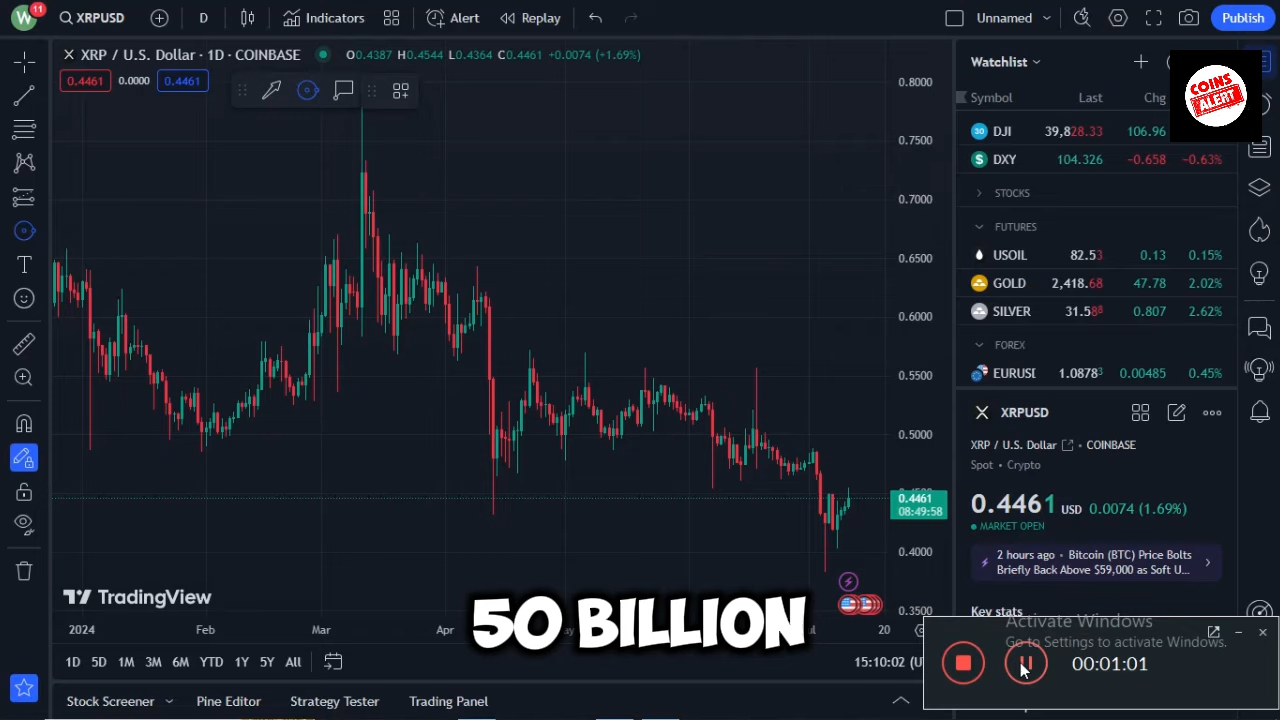 W 11 XRPUSD D Indicators Alert Replay Unnamed Publish
XRP / U.S. Dollar · 1D · COINBASE O0.4387 H0.4544 L0.4364 C0.4461 +0.0074 (+1.69%)
0.4461 0.0000 0.4461
0.8000
0.7500
0.7000
0.6500
0.6000
0.5500
0.5000
0.4461
08:49:58
0.4000
0.3500
TradingView
50 BILLION
2024 Feb Mar Apr 20
1D 5D 1M 3M 6M YTD 1Y 5Y All 15:10:02
Stock Screener Pine Editor Strategy Tester Trading Panel
Watchlist
COINS
ALERT
Symbol Last Chg
30 DJI 39,828.33 106.96
$ DXY 104.326 −0.658 −0.63%
STOCKS
FUTURES
USOIL 82.53 0.13 0.15%
GOLD 2,418.68 47.78 2.02%
SILVER 31.588 0.807 2.62%
FOREX
EURUSD 1.08783 0.00485 0.45%
XRPUSD
XRP / U.S. Dollar · COINBASE
Spot · Crypto
0.4461 USD 0.0074 (1.69%)
MARKET OPEN
2 hours ago · Bitcoin (BTC) Price Bolts
Briefly Back Above $59,000 as Soft U...
Key stats
Activate Windows
Go to Settings to activate Windows.
00:01:01